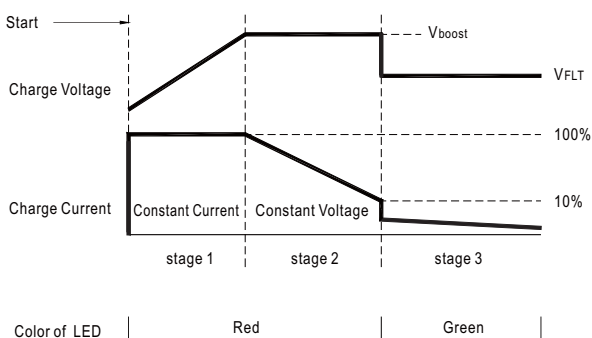 Start
Vboost
VFLT
Charge Voltage
100%
10%
Charge Current
Constant Current
Constant Voltage
stage 1
stage 2
stage 3
Color of LED
Red
Green